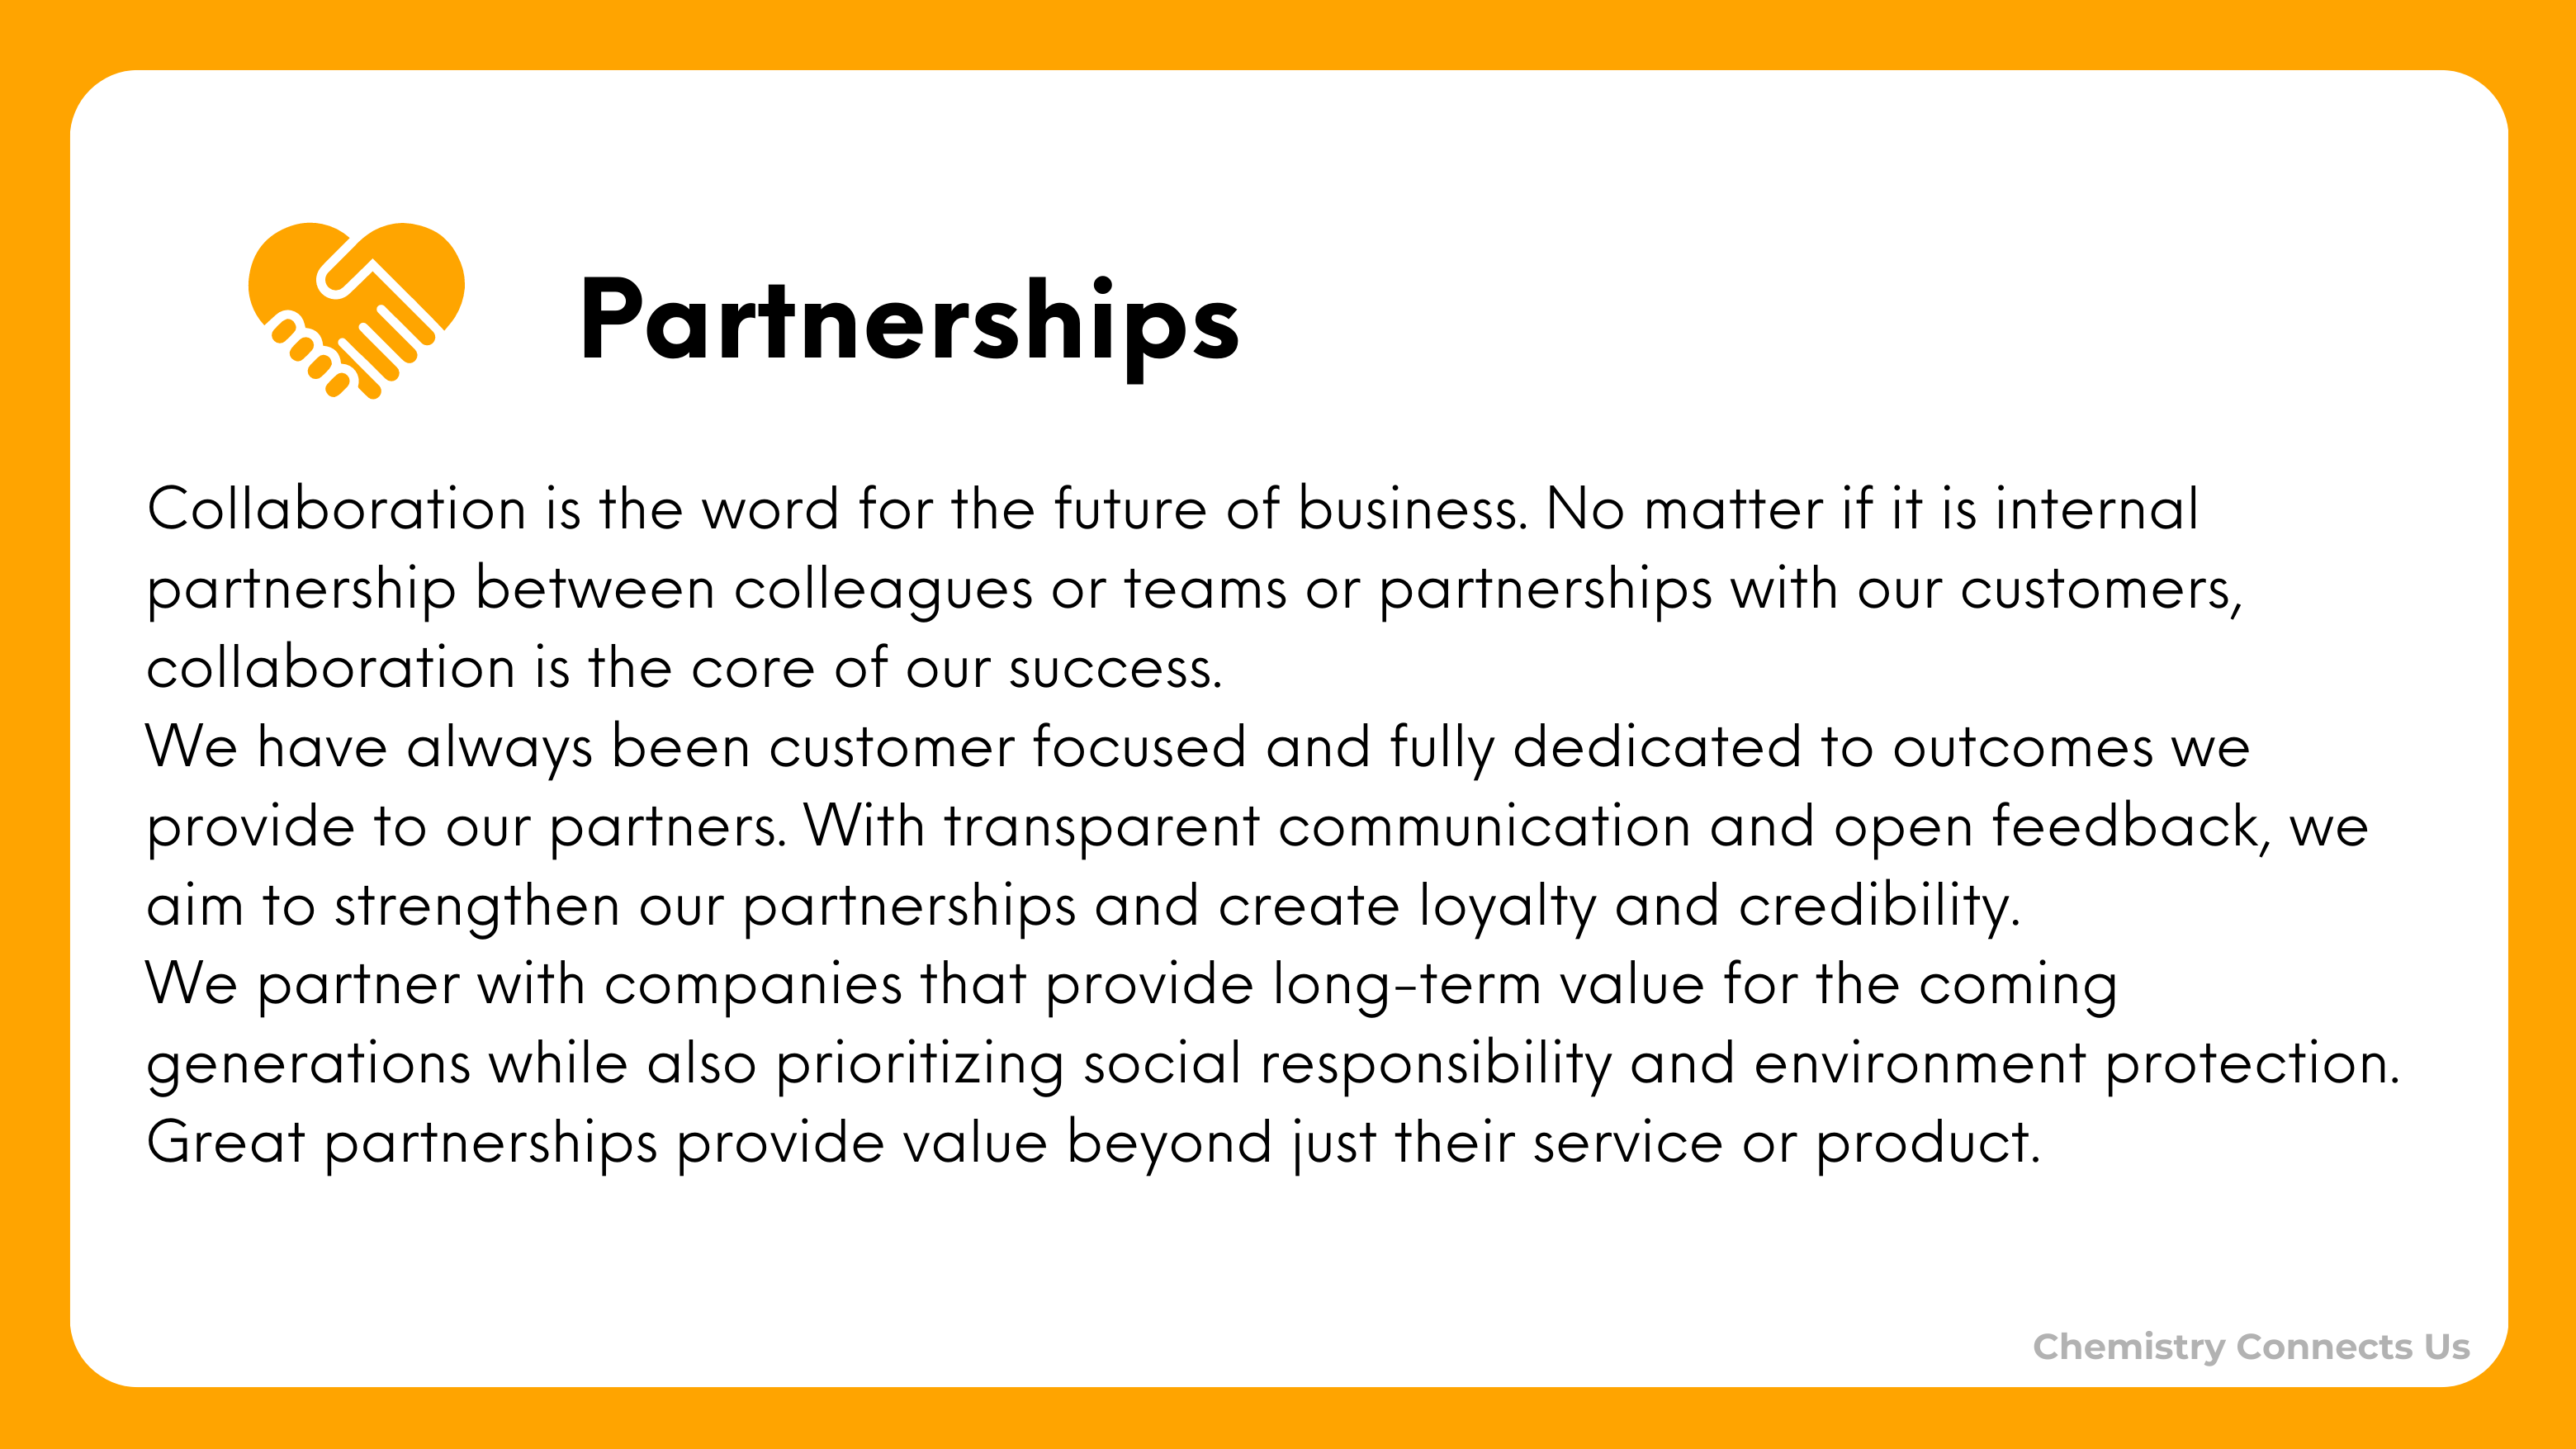 Partnerships
Collaboration is the word for the future of business. No matter if it is internal
partnership between colleagues or teams or partnerships with our customers,
collaboration is the core of our success.
We have always been customer focused and fully dedicated to outcomes we
provide to our partners. With transparent communication and open feedback, we
aim to strengthen our partnerships and create loyalty and credibility.
We partner with companies that provide long-term value for the coming
generations while also prioritizing social responsibility and environment protection.
Great partnerships provide value beyond just their service or product.
Chemistry Connects Us